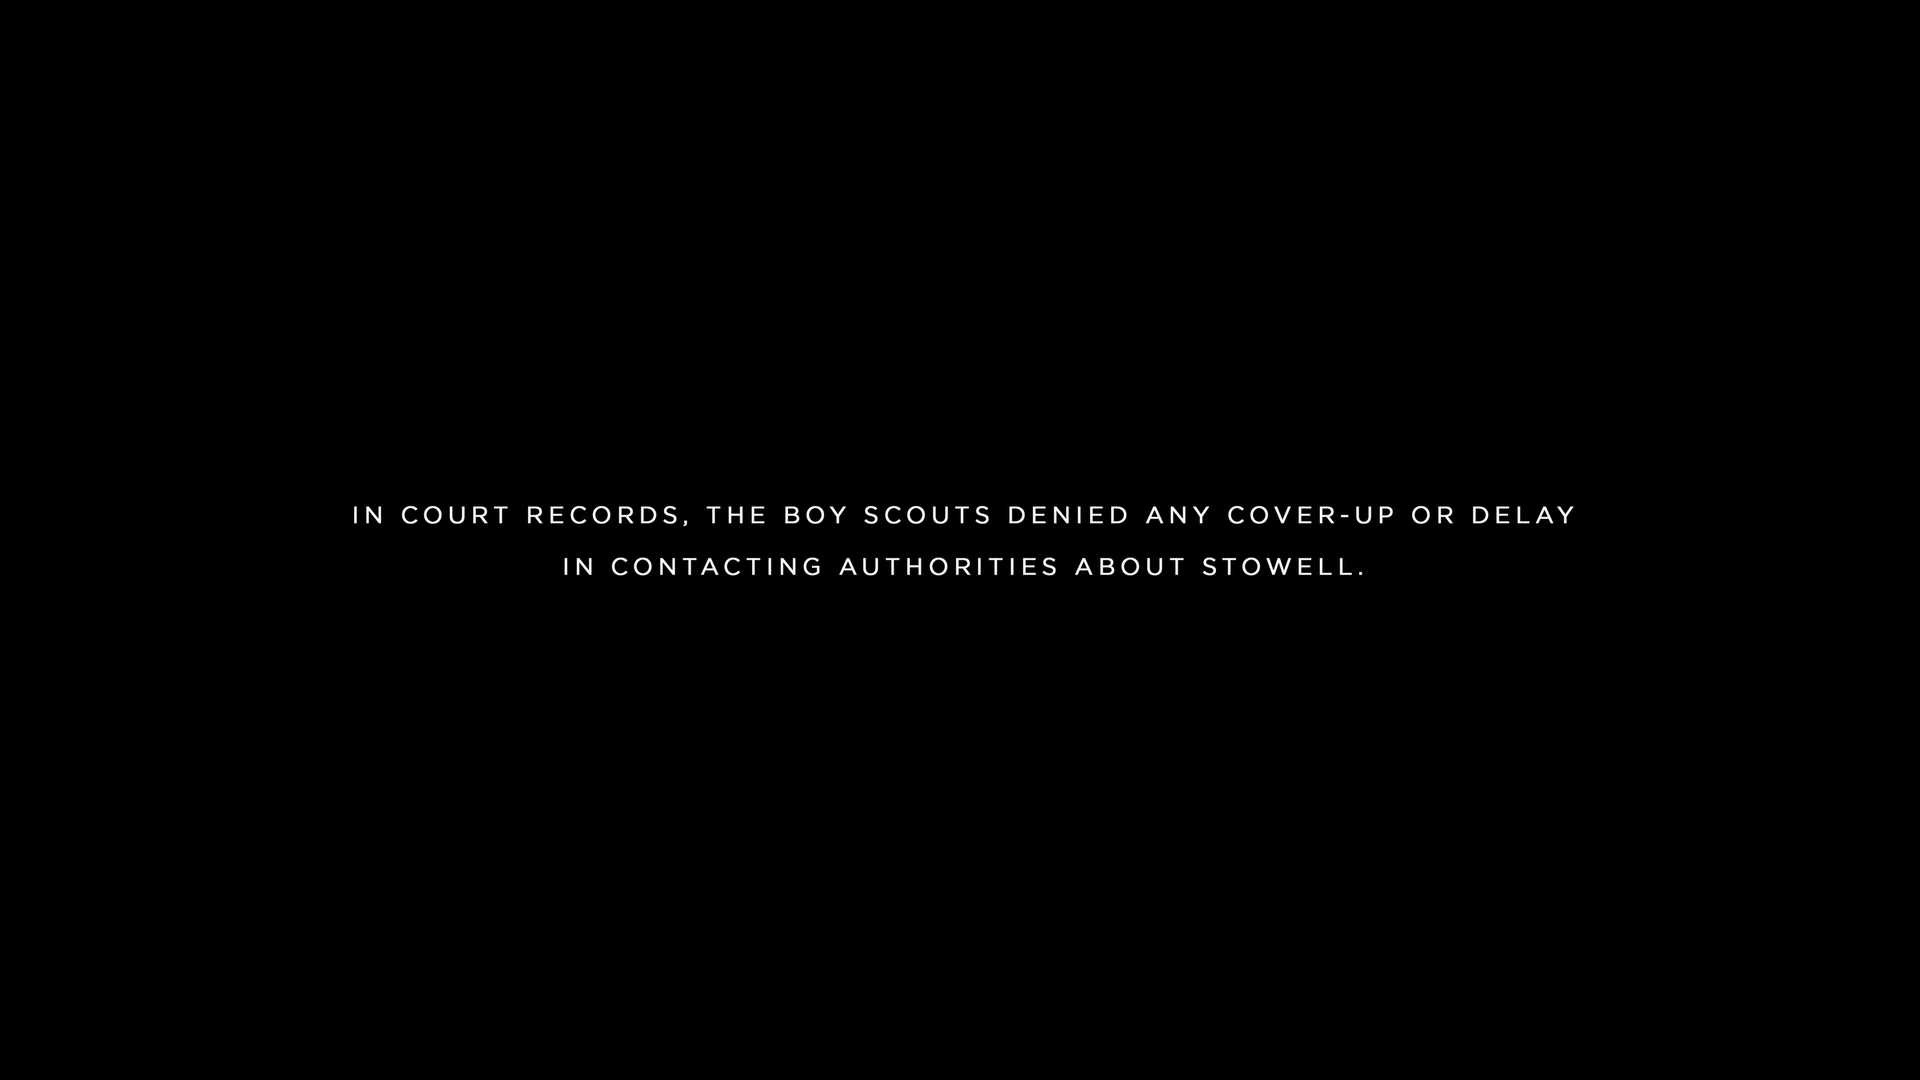 IN COURT RECORDS, THE BOY SCOUTS DENIED ANY COVER-UP OR DELAY
IN CONTACTING AUTHORITIES ABOUT STOWELL.